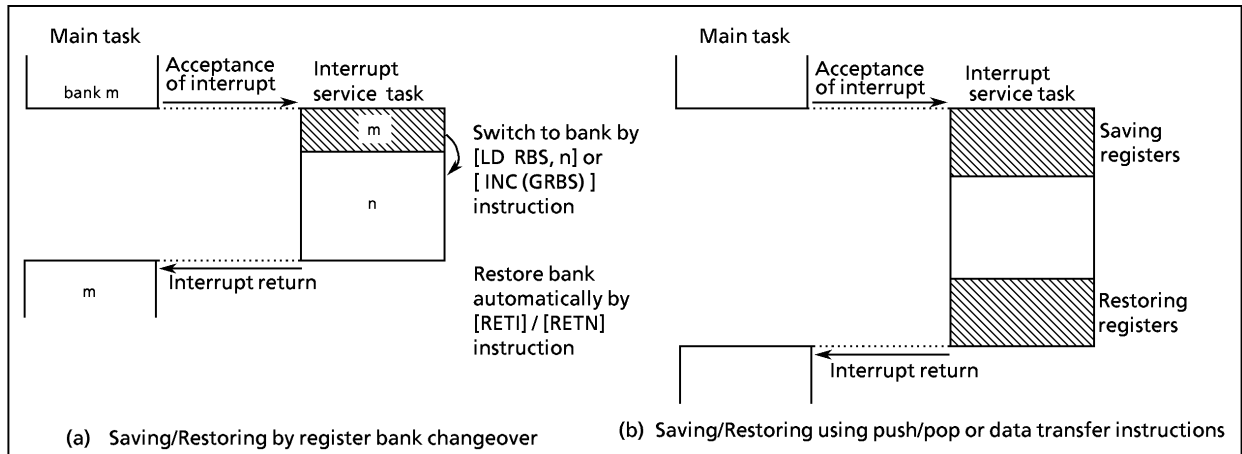 Main task
Acceptance
of interrupt
Interrupt
service task
bank m
m
Switch to bank by
[LD RBS, n] or
[ INC (GRBS) ]
instruction
n
Interrupt return
m
Restore bank
automatically by
[RETI] / [RETN]
instruction
(a) Saving/Restoring by register bank changeover
Main task
Acceptance
of interrupt
Interrupt
service task
Saving
registers
Restoring
registers
Interrupt return
(b) Saving/Restoring using push/pop or data transfer instructions